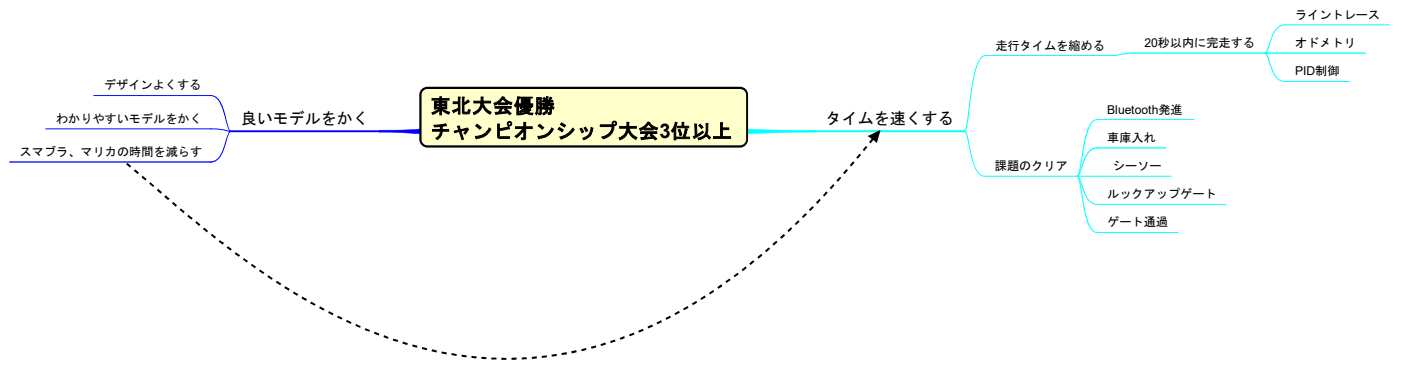 東北大会優勝
チャンピオンシップ大会3位以上
良いモデルをかく
デザインよくする
わかりやすいモデルをかく
スマブラ、マリカの時間を減らす
タイムを速くする
走行タイムを縮める
20秒以内に完走する
ライントレース
オドメトリ
PID制御
課題のクリア
Bluetooth発進
車庫入れ
シーソー
ルックアップゲート
ゲート通過